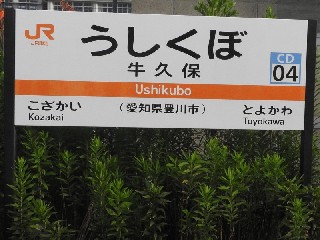 JR
JR東海
うしくぼ
牛久保
CD
04
Ushikubo
こざかい
Kozakai
（愛知県豊川市）
とよかわ
Toyokawa